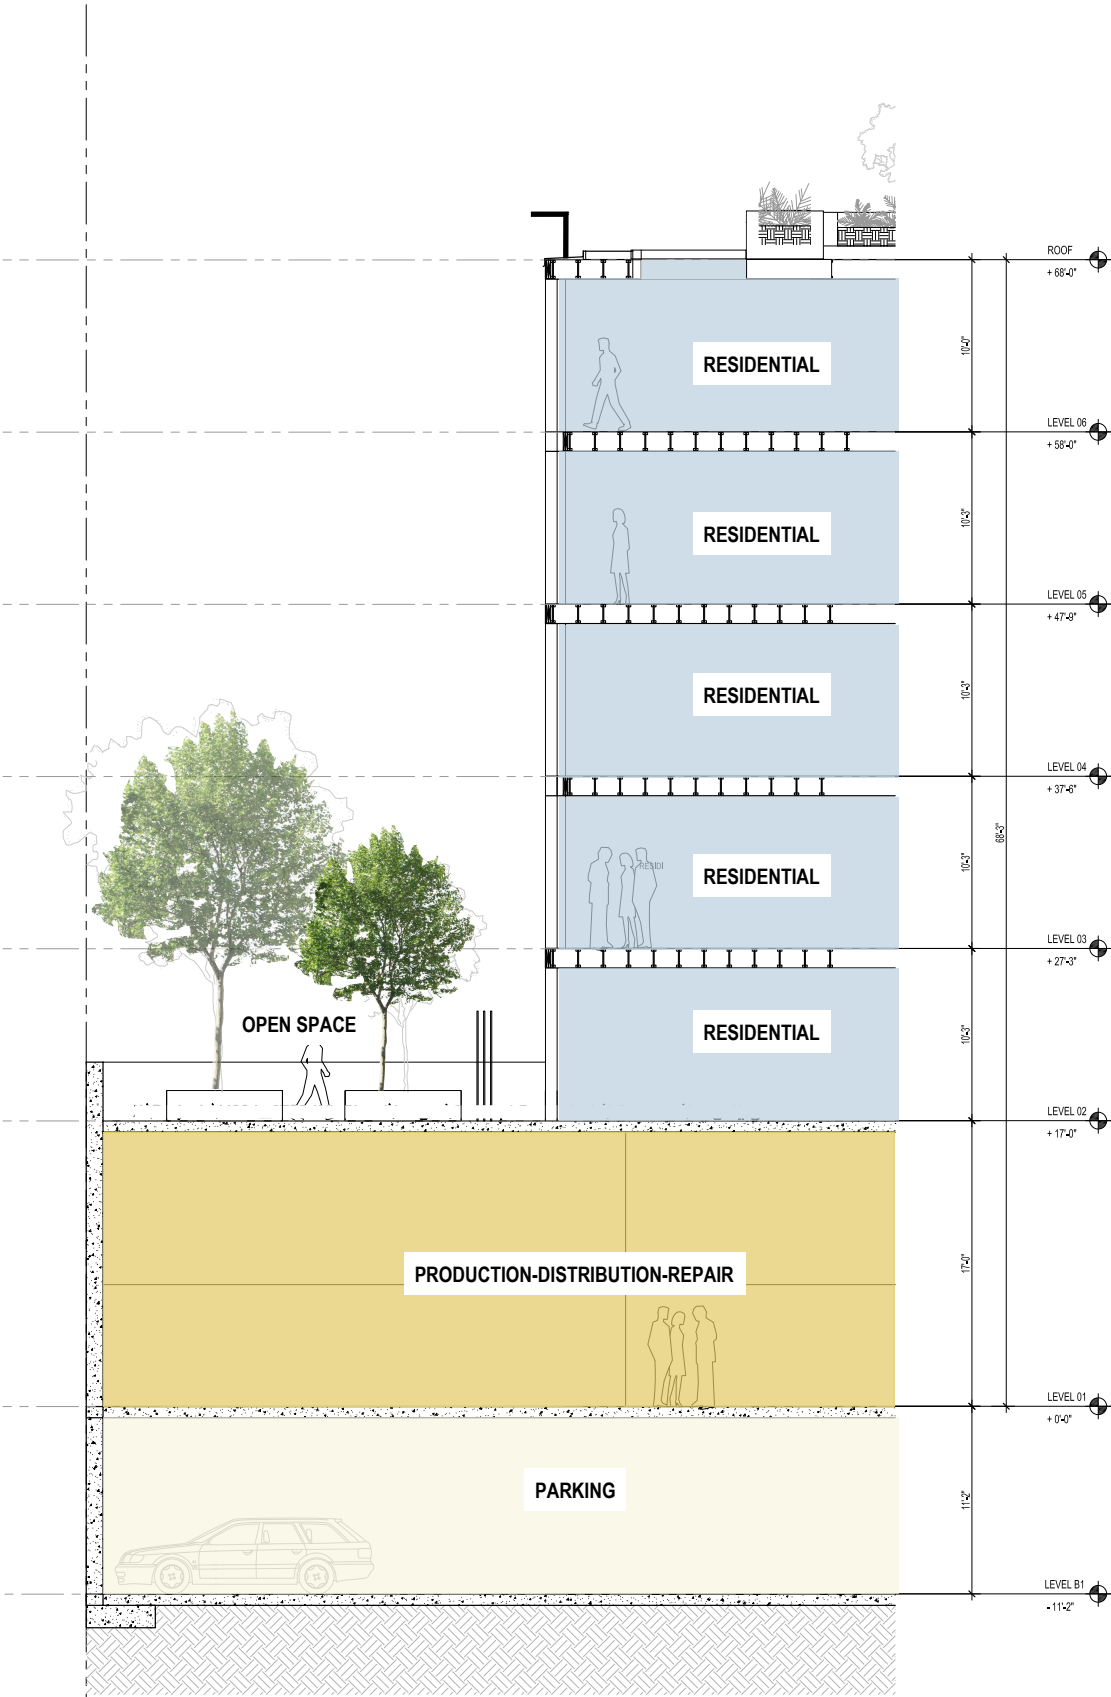 ROOF
+ 68'-0"
10'-0"
RESIDENTIAL
LEVEL 06
+ 58'-0"
10'-3"
RESIDENTIAL
LEVEL 05
+ 47'-9"
10'-3"
RESIDENTIAL
LEVEL 04
+ 37'-6"
68'-3"
10'-3"
RESIDI
RESIDENTIAL
LEVEL 03
+ 27'-3"
10'-3"
OPEN SPACE
RESIDENTIAL
LEVEL 02
+ 17'-0"
17'-0"
PRODUCTION-DISTRIBUTION-REPAIR
LEVEL 01
+ 0'-0"
11'-2"
PARKING
LEVEL B1
- 11'-2"